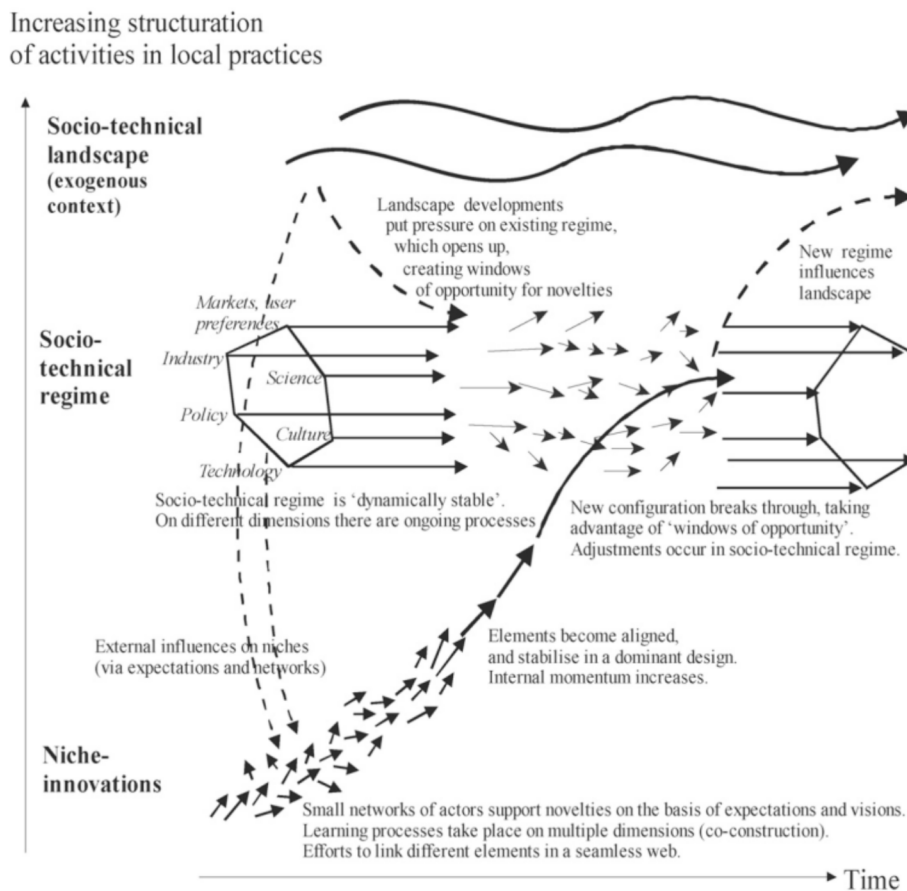 Increasing structuration
of activities in local practices
Socio-technical
landscape
(exogenous
context)
Landscape developments
put pressure on existing regime,
which opens up,
creating windows
of opportunity for novelties
New regime
influences
landscape
Markets, user
preferences
Socio-
technical
regime
Industry
Science
Policy
Culture
Technology
Socio-technical regime is ‘dynamically stable’.
On different dimensions there are ongoing processes
New configuration breaks through, taking
advantage of ‘windows of opportunity’.
Adjustments occur in socio-technical regime.
External influences on niches
(via expectations and networks)
Elements become aligned,
and stabilise in a dominant design.
Internal momentum increases.
Niche-
innovations
Small networks of actors support novelties on the basis of expectations and visions.
Learning processes take place on multiple dimensions (co-construction).
Efforts to link different elements in a seamless web.
Time